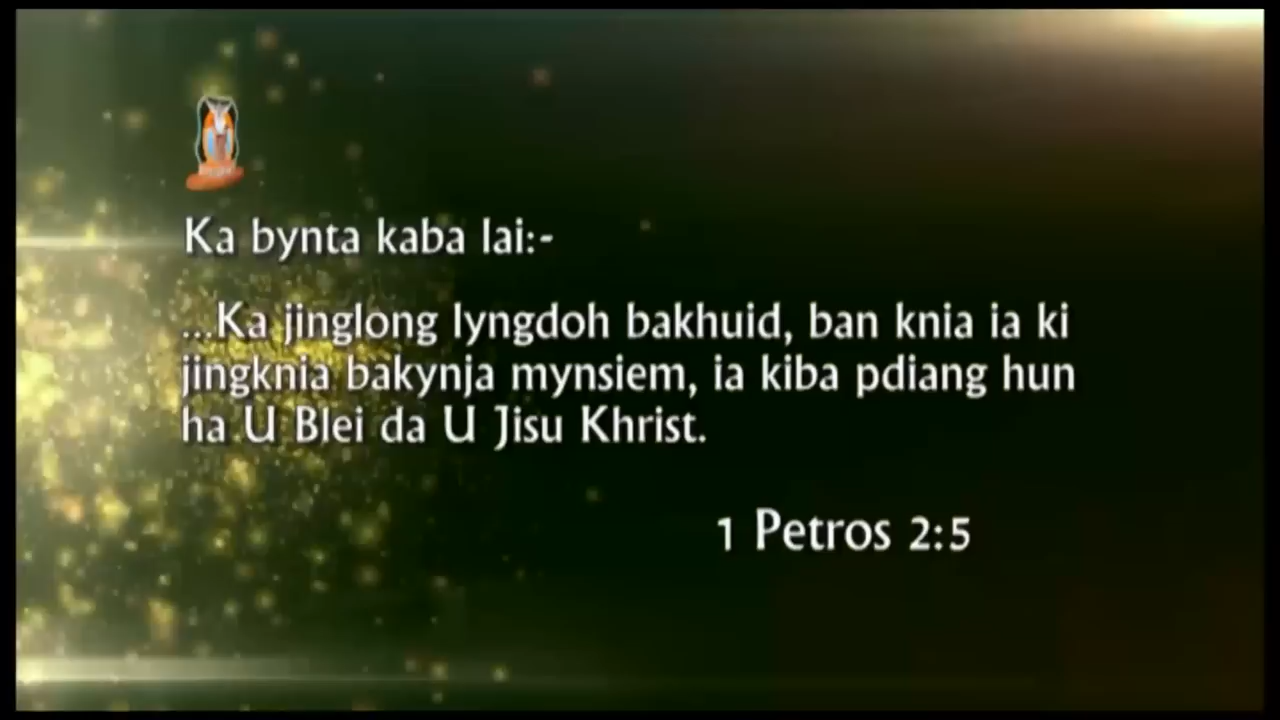 Ka bynta kaba lai:-
...Ka jinglong lyngdoh bakhuid, ban knia ia ki
jingknia bakynja mynsiem, ia kiba pdiang hun
ha U Blei da U Jisu Khrist.
1 Petros 2:5